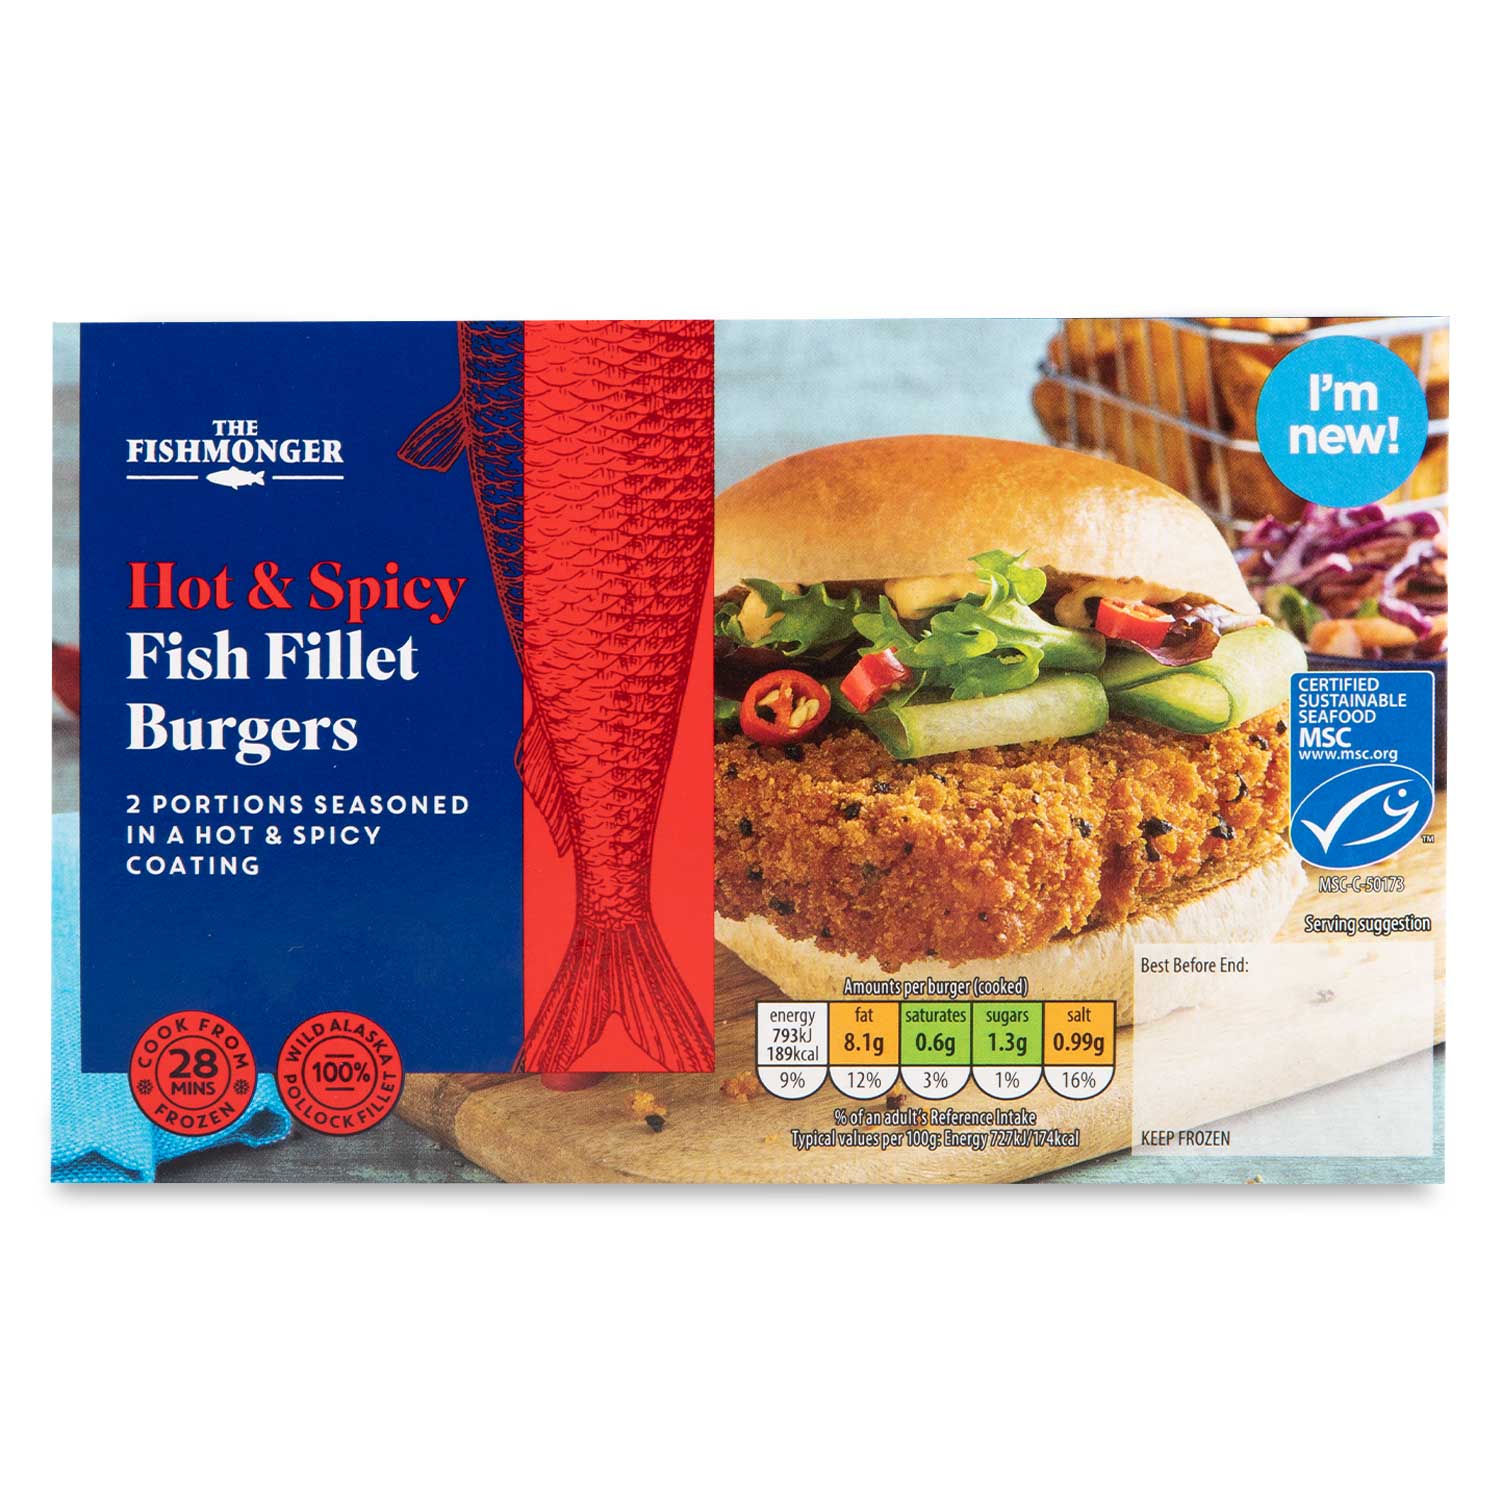 THE
FISHMONGER
Hot & Spicy
Fish Fillet
Burgers
2 PORTIONS SEASONED
IN A HOT & SPICY
COATING
COOK FROM
28
MINS
FROZEN
WILD ALASKA
100%
POLLOCK FILLET
I'm
new!
CERTIFIED
SUSTAINABLE
SEAFOOD
MSC
www.msc.org
TM
MSC-C-50173
Serving suggestion
Best Before End:
KEEP FROZEN
Amounts per burger (cooked)
energy fat saturates sugars salt
793kJ
189kcal 8.1g 0.6g 1.3g 0.99g
9% 12% 3% 1% 16%
% of an adult's Reference Intake
Typical values per 100g: Energy 727kJ/174kcal